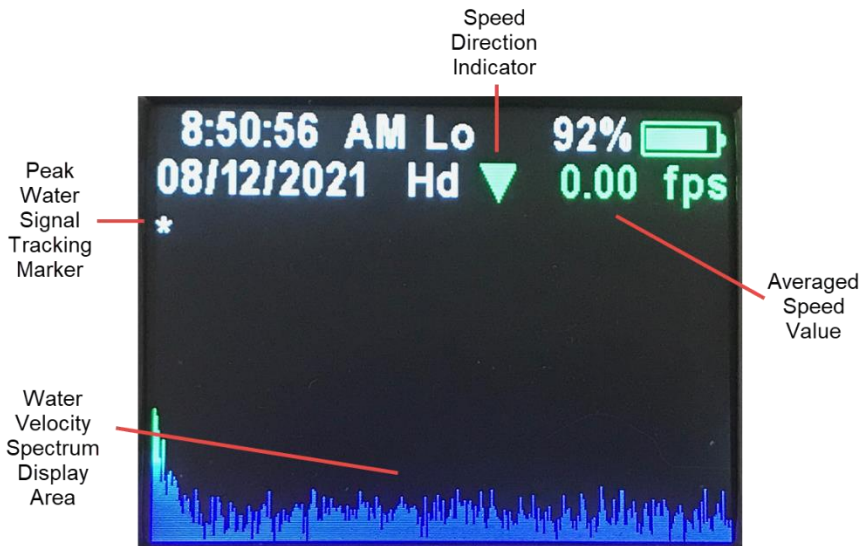 Speed
Direction
Indicator
8:50:56 AM Lo 92%
08/12/2021 Hd 0.00 fps
Peak
Water
Signal
Tracking
Marker
*
Averaged
Speed
Value
Water
Velocity
Spectrum
Display
Area